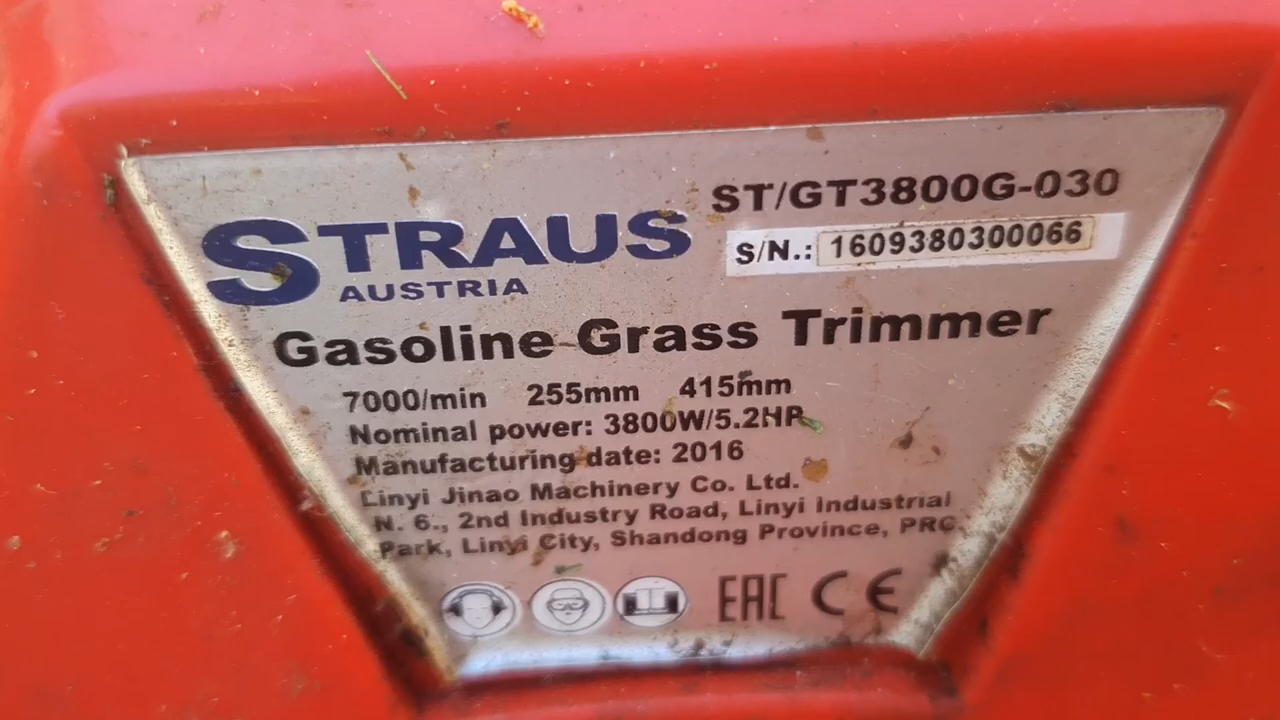 STRAUS
AUSTRIA
ST/GT3800G-030
S/N.: 1609380300066
Gasoline Grass Trimmer
7000/min 255mm 415mm
Nominal power: 3800W/5.2HP
Manufacturing date: 2016
Linyi Jinao Machinery Co. Ltd.
N. 6., 2nd Industry Road, Linyi Industrial
Park, Linyi City, Shandong Province, PRC.
EAC CE